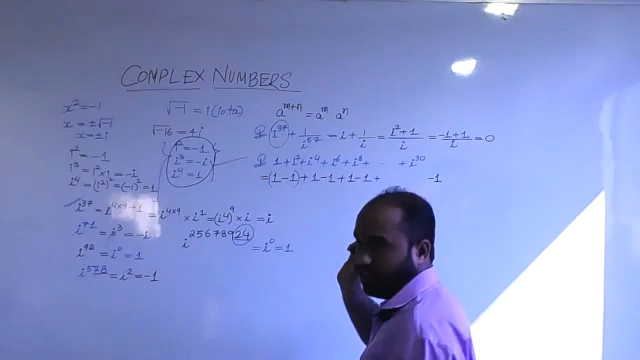 COMPLEX NUMBERS
x² = -1
x = ±√-1
x = ±i
i² = -1
i³ = i² × i = -i
i⁴ = (i²)² = (-1)² = 1
i³⁷ = i⁴ˣ⁹⁺¹ = i⁴ˣ⁹ × i¹ = (i⁴)⁹ × i = i
i⁷¹ = i³ = -i
i⁹² = i⁰ = 1
i⁵⁷⁸ = i² = -1
√-1 = i (iota)
√-16 = 4i
i² = -1
i³ = -i
i⁴ = 1
i²⁵⁶⁷⁸⁹²⁴ = i⁰ = 1
aᵐ⁺ⁿ = aᵐ aⁿ
Q i³⁷ + 1/i⁶⁷ = i + 1/i = (i²+1)/i = (-1+1)/i = 0
Q 1 + i² + i⁴ + i⁶ + i⁸ + ... + i³⁰
= (1-1) + 1-1 + 1-1 + -1